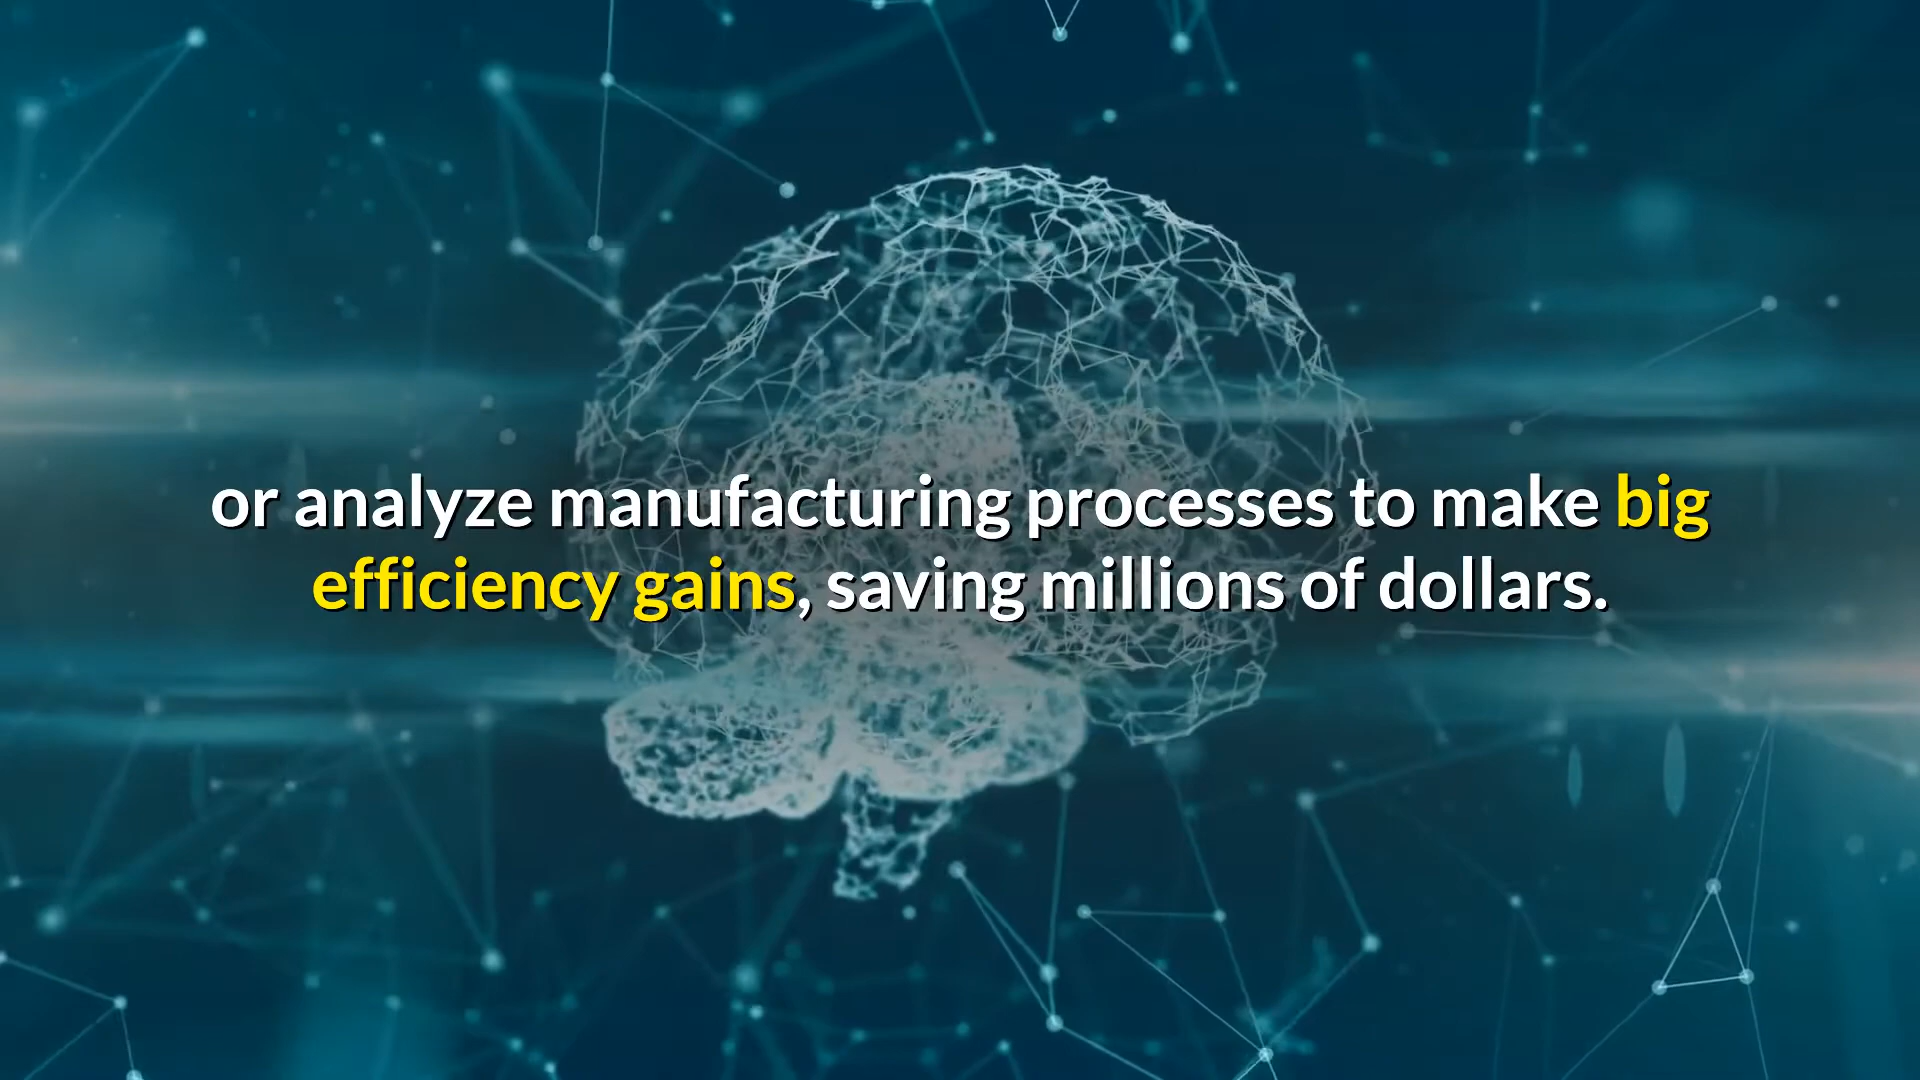 or analyze manufacturing processes to make big
efficiency gains, saving millions of dollars.